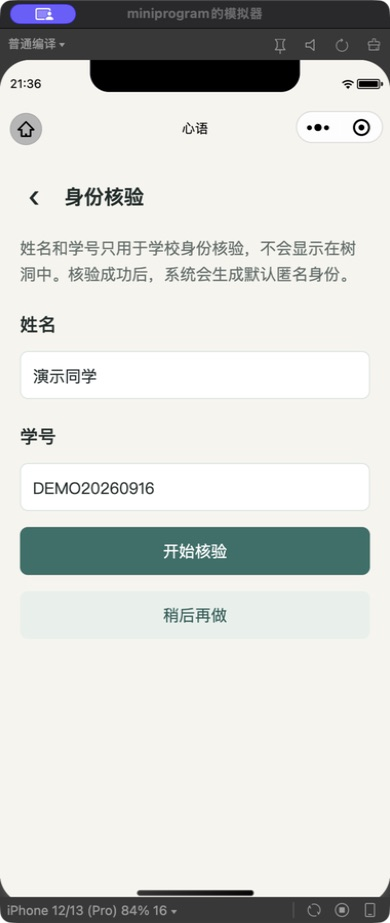 miniprogram的模拟器
普通编译
21:36
心语
身份核验
姓名和学号只用于学校身份核验，不会显示在树
洞中。核验成功后，系统会生成默认匿名身份。
姓名
演示同学
学号
DEMO20260916
开始核验
稍后再做
iPhone 12/13 (Pro) 84% 16